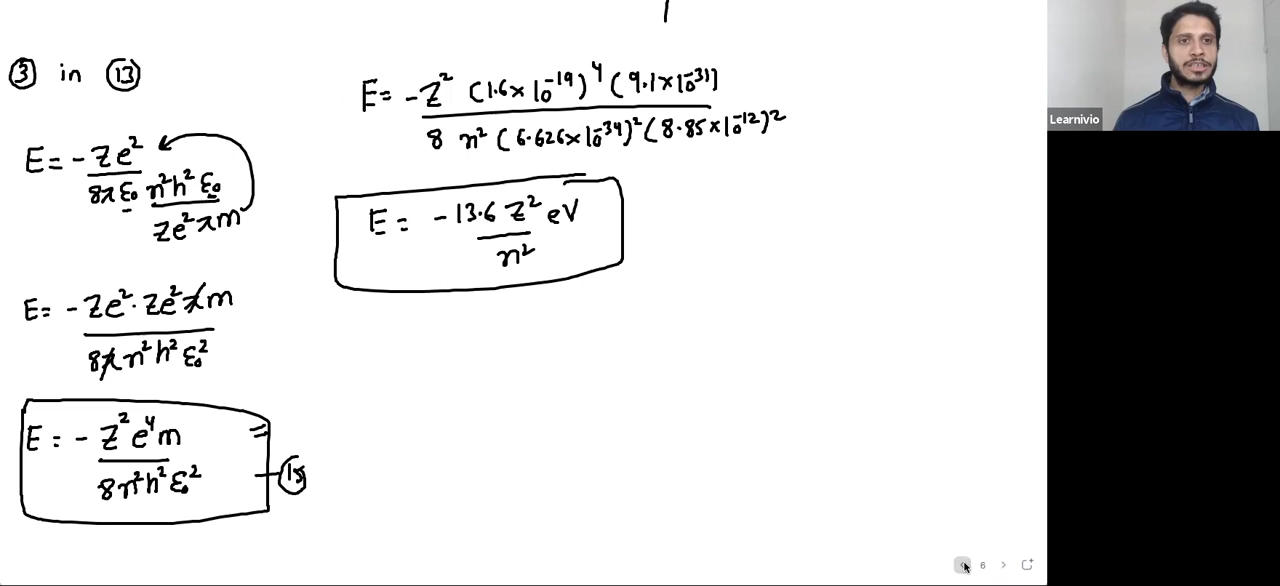 ③ in ⑬
E = - Ze² / 8πε₀ n²h²ε₀ / Ze²πm
E = - Ze² · Ze²πm / 8πn²h²ε₀²
E = - Z²e⁴m / 8n²h²ε₀²
E = - Z² (1.6×10⁻¹⁹)⁴ (9.1×10⁻³¹) / 8 n² (6.626×10⁻³⁴)² (8.85×10⁻¹²)²
E = - 13.6 Z² / n² eV
Learnivio
6